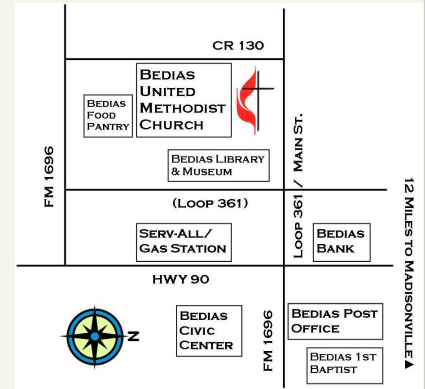 CR 130
BEDIAS
UNITED
METHODIST
CHURCH
BEDIAS
FOOD
PANTRY
BEDIAS LIBRARY
& MUSEUM
FM 1696
LOOP 361 / MAIN ST.
12 MILES TO MADISONVILLE
(LOOP 361)
SERV-ALL/
GAS STATION
BEDIAS
BANK
HWY 90
N
BEDIAS
CIVIC
CENTER
FM 1696
BEDIAS POST
OFFICE
BEDIAS 1ST
BAPTIST